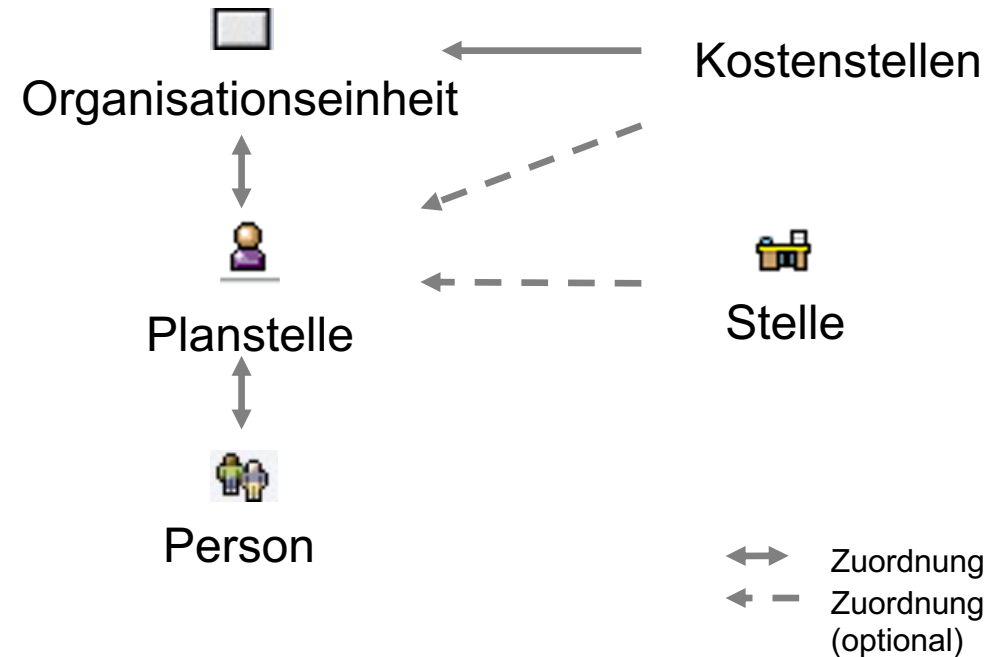 Kostenstellen
Organisationseinheit
Stelle
Planstelle
Person
Zuordnung
Zuordnung
(optional)